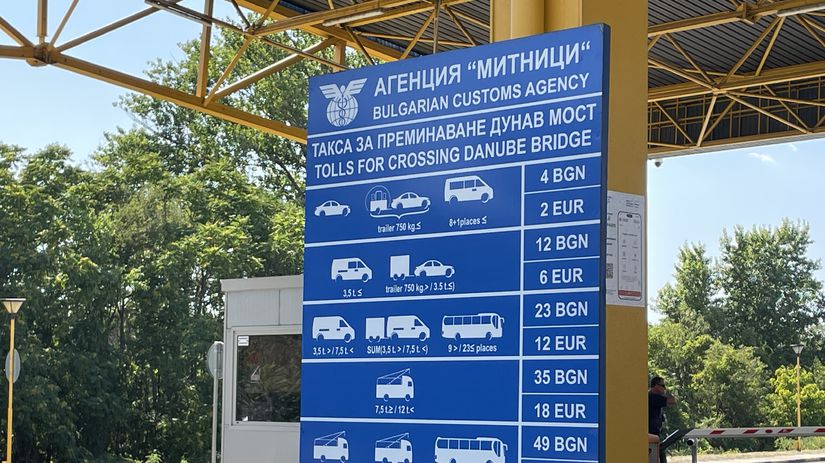 АГЕНЦИЯ "МИТНИЦИ"
BULGARIAN CUSTOMS AGENCY
ТАКСА ЗА ПРЕМИНАВАНЕ ДУНАВ МОСТ
TOLLS FOR CROSSING DANUBE BRIDGE
4 BGN
2 EUR
trailer 750 kg.≤
8+1places ≤
12 BGN
6 EUR
3,5 t.≤
trailer 750 kg.> / 3.5 t.≤)
23 BGN
12 EUR
3,5 t.> / 7,5 t.<
SUM(3,5 t.> / 7,5 t.<)
9 > / 23≤ places
35 BGN
18 EUR
7,5 t.≥ / 12 t.<
49 BGN